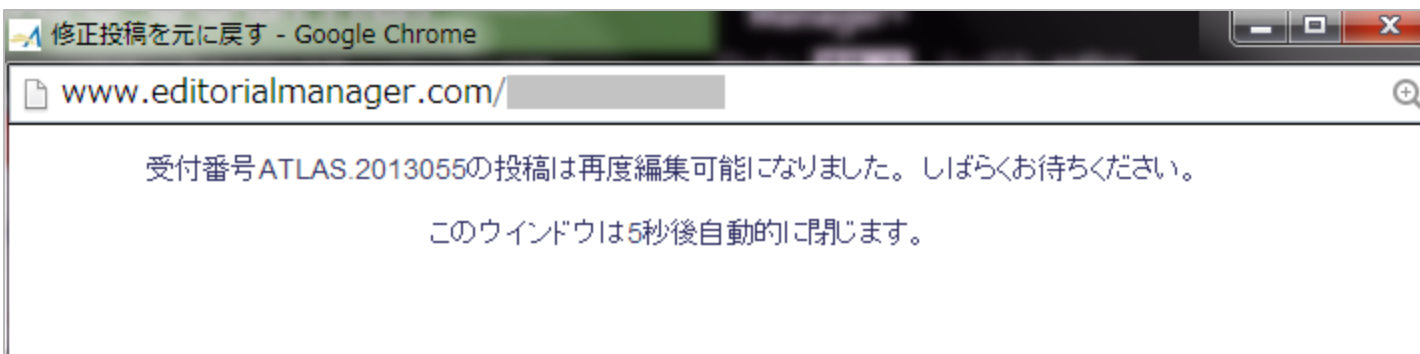 修正投稿を元に戻す - Google Chrome
www.editorialmanager.com/
受付番号ATLAS.2013055の投稿は再度編集可能になりました。しばらくお待ちください。
このウインドウは5秒後自動的に閉じます。